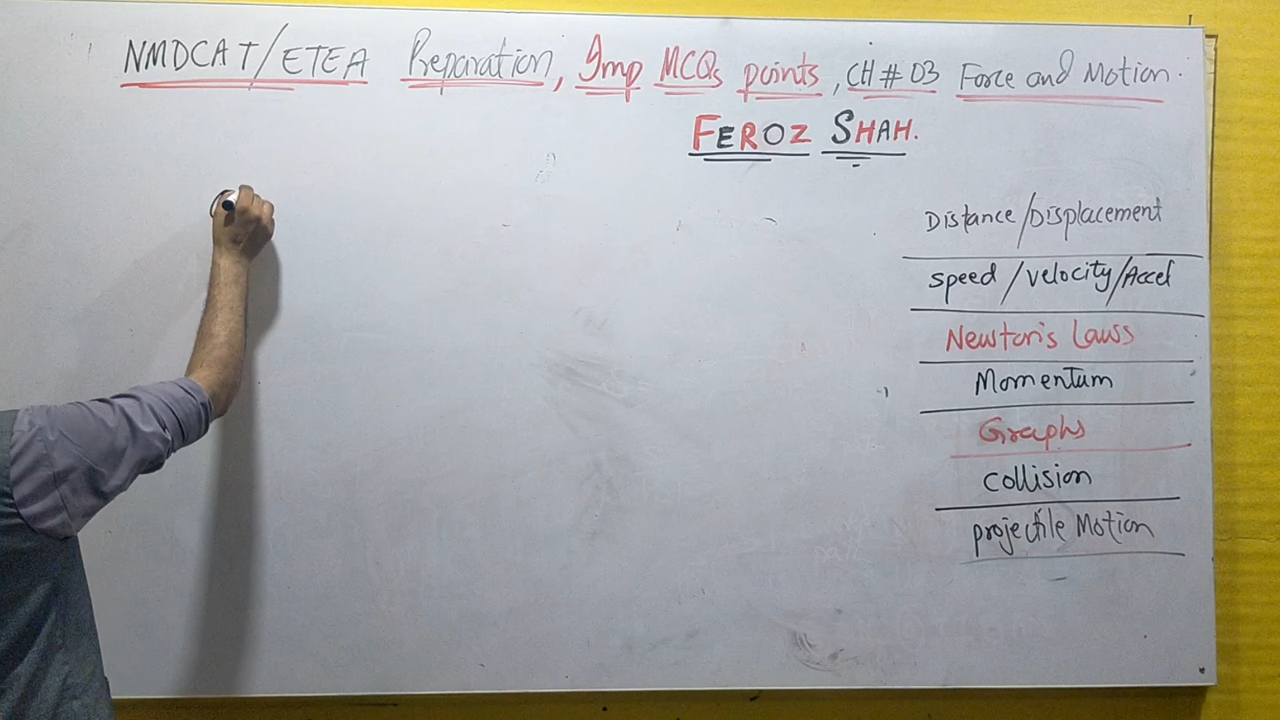 NMDCAT/ETEA Preparation, Imp MCQs points, CH # 03 Force and Motion.
FEROZ SHAH.
Distance/Displacement
speed/velocity/Accel
Newton's Laws
Momentum
Graphs
collision
projectile Motion